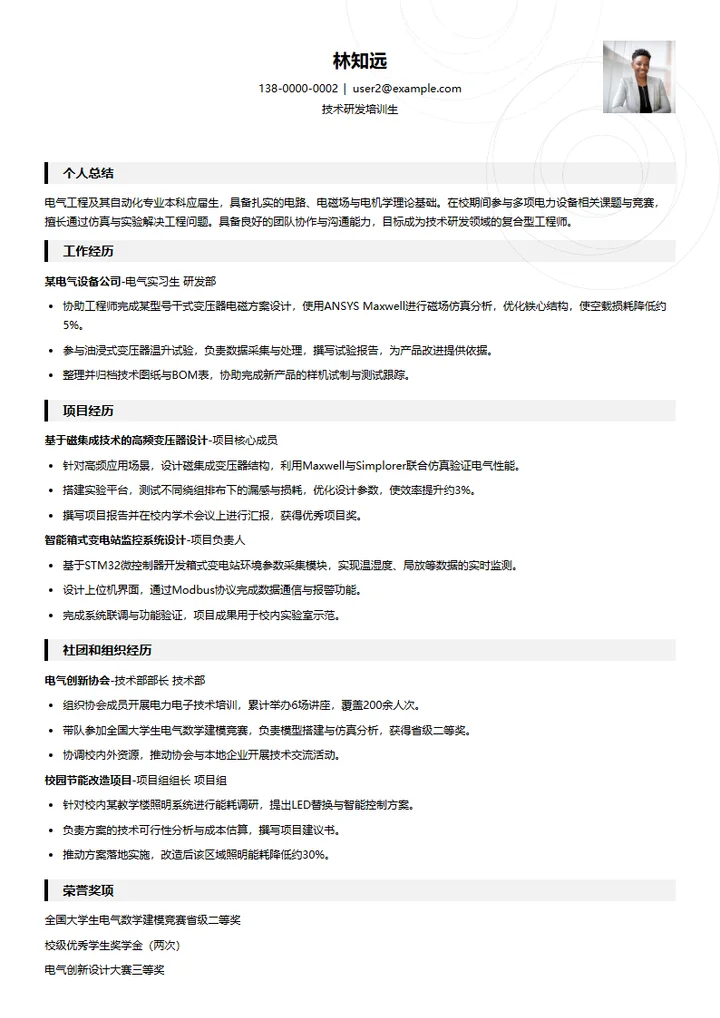 林知远
138-0000-0002 | user2@example.com
技术研发培训生
个人总结
电气工程及其自动化专业本科应届生，具备扎实的电路、电磁场与电机学理论基础。在校期间参与多项电力设备相关课题与竞赛，
擅长通过仿真与实验解决工程问题。具备良好的团队协作与沟通能力，目标成为技术研发领域的复合型工程师。
工作经历
某电气设备公司-电气实习生 研发部
• 协助工程师完成某型号干式变压器电磁方案设计，使用ANSYS Maxwell进行磁场仿真分析，优化铁心结构，使空载损耗降低约
5%。
• 参与油浸式变压器温升试验，负责数据采集与处理，撰写试验报告，为产品改进提供依据。
• 整理并归档技术图纸与BOM表，协助完成新产品的样机试制与测试跟踪。
项目经历
基于磁集成技术的高频变压器设计-项目核心成员
• 针对高频应用场景，设计磁集成变压器结构，利用Maxwell与Simplorer联合仿真验证电气性能。
• 搭建实验平台，测试不同绕组排布下的漏感与损耗，优化设计参数，使效率提升约3%。
• 撰写项目报告并在校内学术会议上进行汇报，获得优秀项目奖。
智能箱式变电站监控系统设计-项目负责人
• 基于STM32微控制器开发箱式变电站环境参数采集模块，实现温湿度、局放等数据的实时监测。
• 设计上位机界面，通过Modbus协议完成数据通信与报警功能。
• 完成系统联调与功能验证，项目成果用于校内实验室示范。
社团和组织经历
电气创新协会-技术部部长 技术部
• 组织协会成员开展电力电子技术培训，累计举办6场讲座，覆盖200余人次。
• 带队参加全国大学生电气数学建模竞赛，负责模型搭建与仿真分析，获得省级二等奖。
• 协调校内外资源，推动协会与本地企业开展技术交流活动。
校园节能改造项目-项目组组长 项目组
• 针对校内某教学楼照明系统进行能耗调研，提出LED替换与智能控制方案。
• 负责方案的技术可行性分析与成本估算，撰写项目建议书。
• 推动方案落地实施，改造后该区域照明能耗降低约30%。
荣誉奖项
全国大学生电气数学建模竞赛省级二等奖
校级优秀学生奖学金（两次）
电气创新设计大赛三等奖